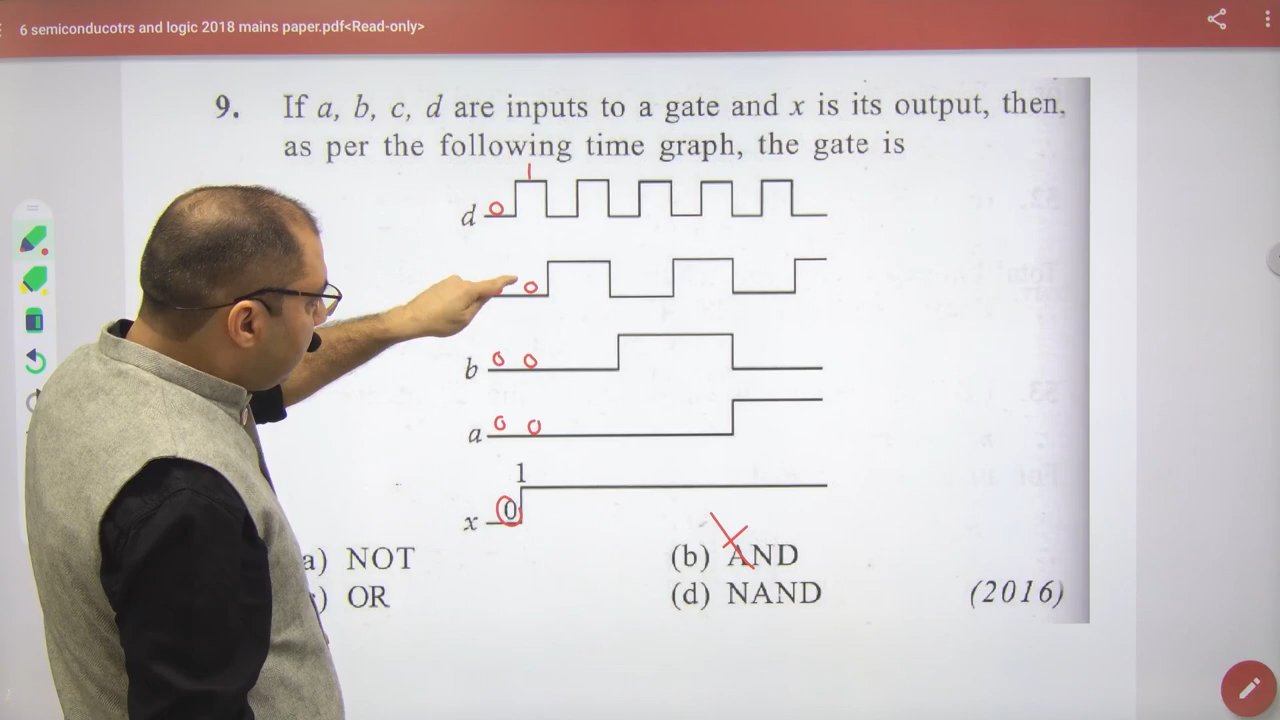 6 semiconducotrs and logic 2018 mains paper.pdf<Read-only>
9. If a, b, c, d are inputs to a gate and x is its output, then,
as per the following time graph, the gate is
1
d 0
0
b 0 0
a 0 0
1
x 0
a) NOT (b) AND
) OR (d) NAND (2016)